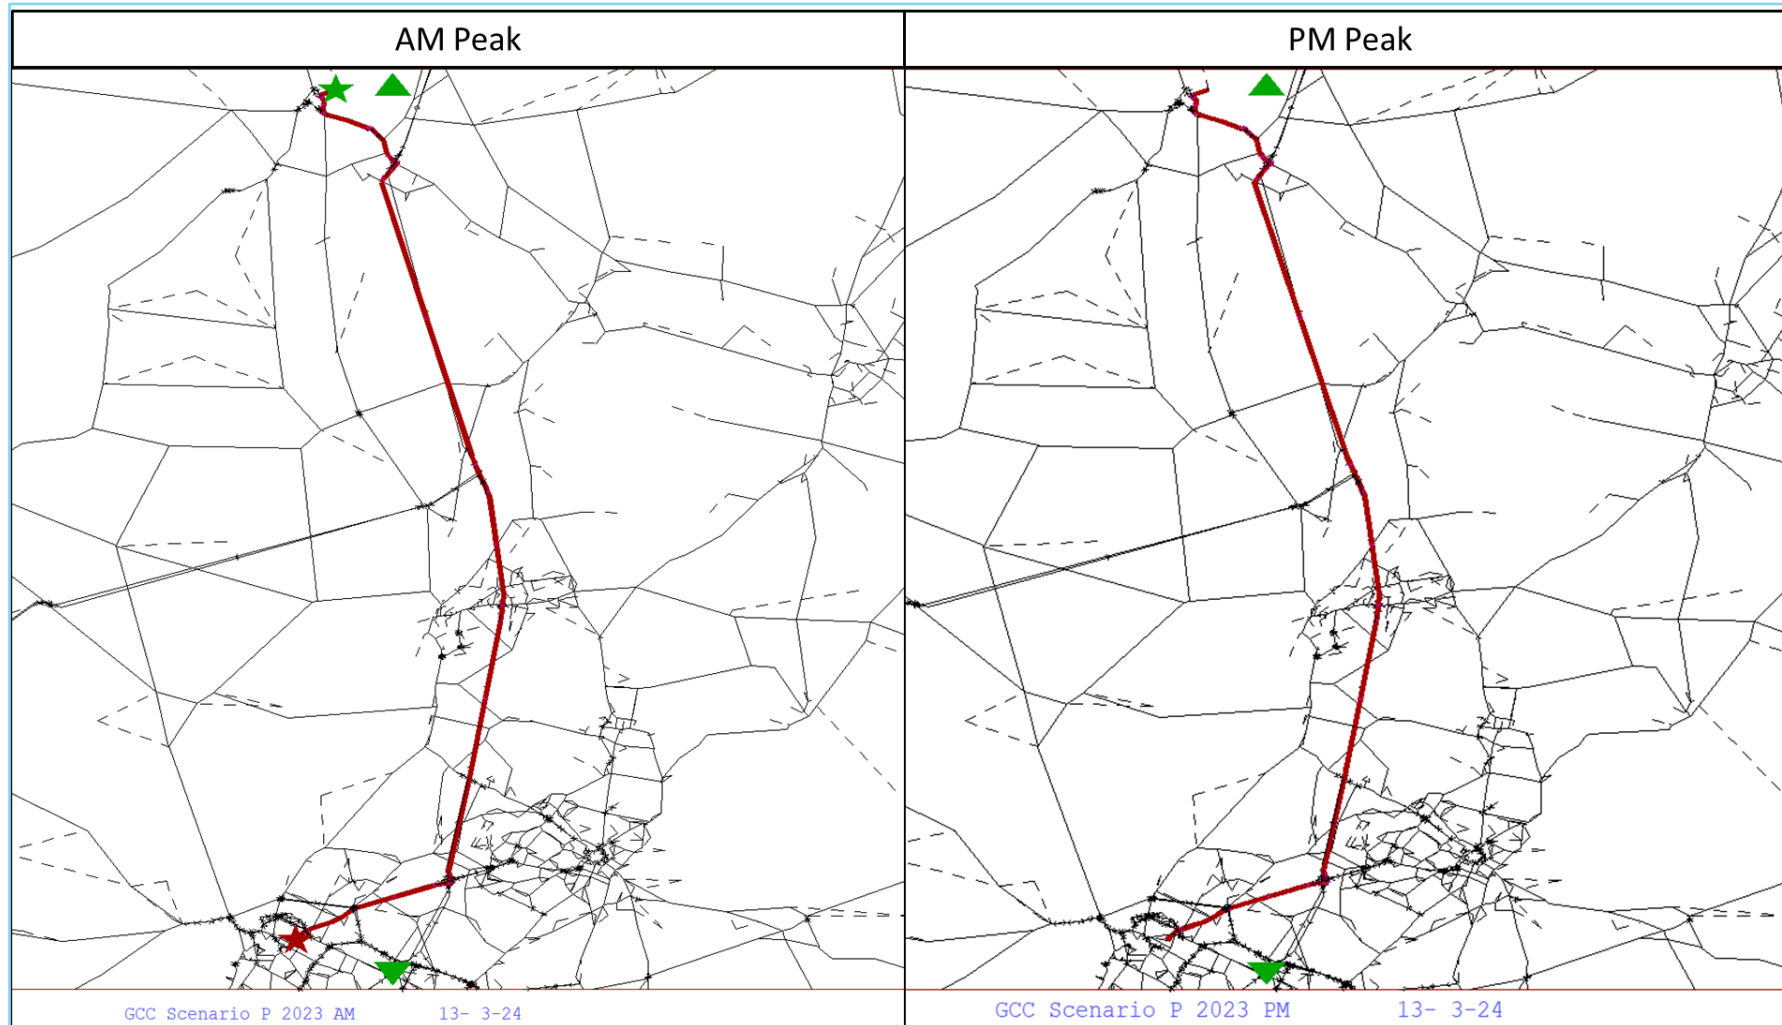 AM Peak
PM Peak
GCC Scenario P 2023 AM 13- 3-24
GCC Scenario P 2023 PM 13- 3-24